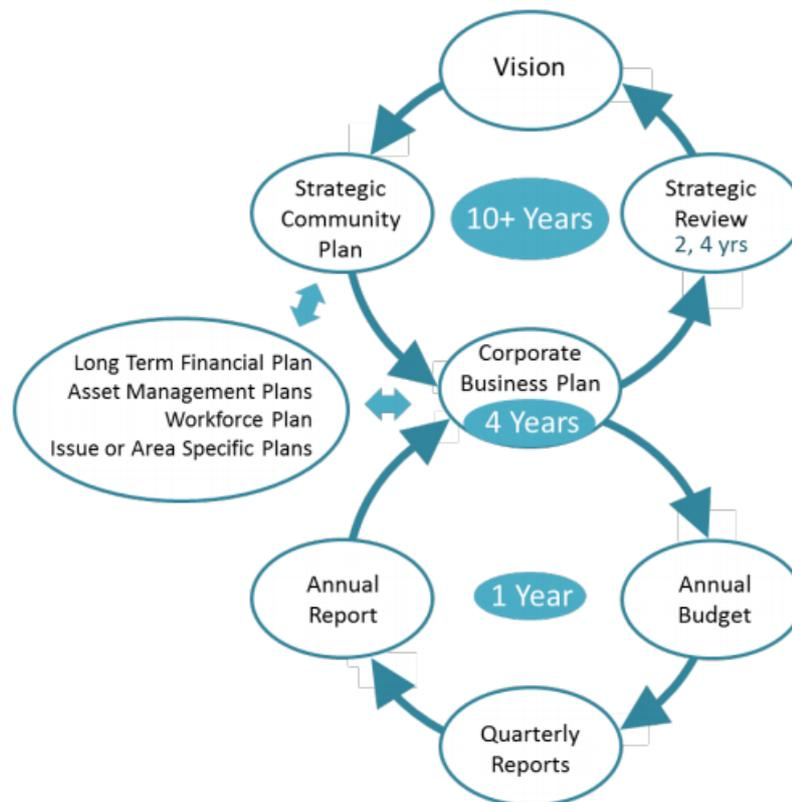 Vision
Strategic
Community
Plan
10+ Years
Strategic
Review
2, 4 yrs
Long Term Financial Plan
Asset Management Plans
Workforce Plan
Issue or Area Specific Plans
Corporate
Business Plan
4 Years
Annual
Report
1 Year
Annual
Budget
Quarterly
Reports